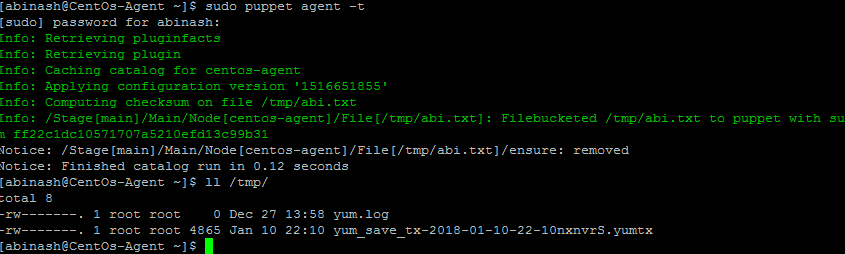 [abinash@CentOs-Agent ~]$ sudo puppet agent -t
[sudo] password for abinash:
Info: Retrieving pluginfacts
Info: Retrieving plugin
Info: Caching catalog for centos-agent
Info: Applying configuration version '1516651855'
Info: Computing checksum on file /tmp/abi.txt
Info: /Stage[main]/Main/Node[centos-agent]/File[/tmp/abi.txt]: Filebucketed /tmp/abi.txt to puppet with su
m ff22c1dc10571707a5210efd13c99b31
Notice: /Stage[main]/Main/Node[centos-agent]/File[/tmp/abi.txt]/ensure: removed
Notice: Finished catalog run in 0.12 seconds
[abinash@CentOs-Agent ~]$ ll /tmp/
total 8
-rw-------. 1 root root    0 Dec 27 13:58 yum.log
-rw-------. 1 root root 4865 Jan 10 22:10 yum_save_tx-2018-01-10-22-10nxnvrS.yumtx
[abinash@CentOs-Agent ~]$